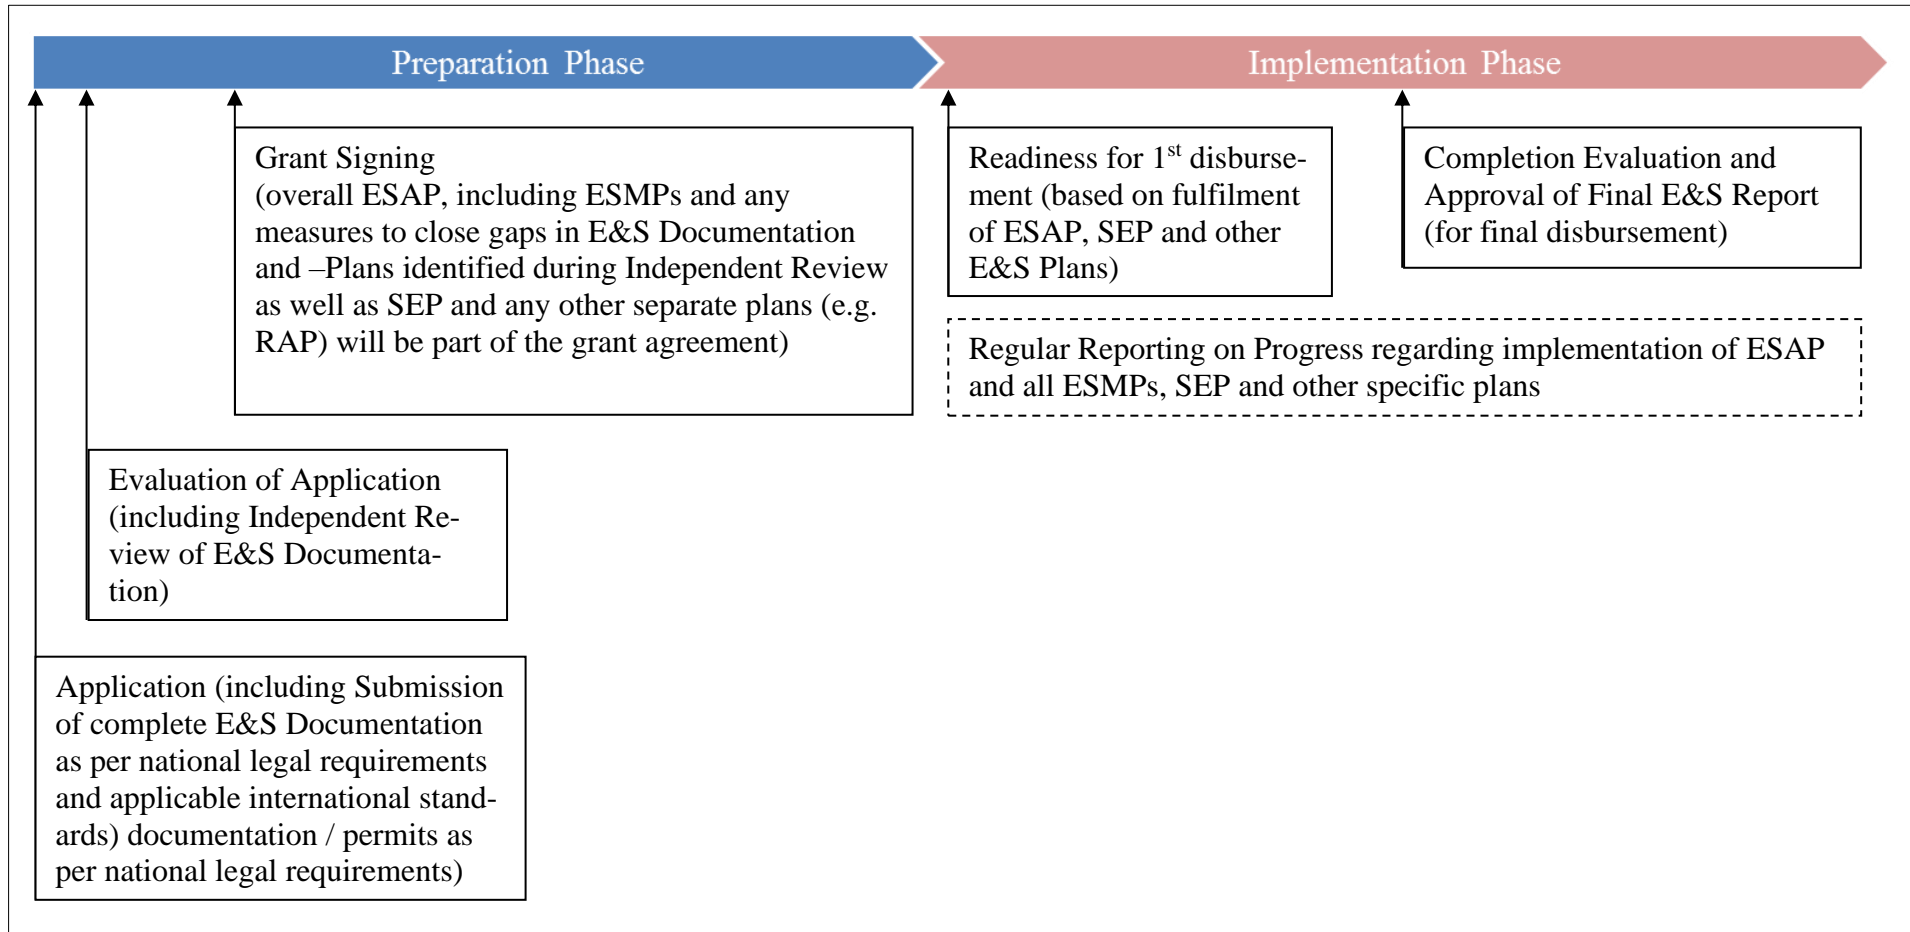 Preparation Phase
Implementation Phase
Grant Signing
(overall ESAP, including ESMPs and any
measures to close gaps in E&S Documentation
and –Plans identified during Independent Review
as well as SEP and any other separate plans (e.g.
RAP) will be part of the grant agreement)
Readiness for 1st disburse-
ment (based on fulfilment
of ESAP, SEP and other
E&S Plans)
Completion Evaluation and
Approval of Final E&S Report
(for final disbursement)
Regular Reporting on Progress regarding implementation of ESAP
and all ESMPs, SEP and other specific plans
Evaluation of Application
(including Independent Re-
view of E&S Documenta-
tion)
Application (including Submission
of complete E&S Documentation
as per national legal requirements
and applicable international stand-
ards) documentation / permits as
per national legal requirements)